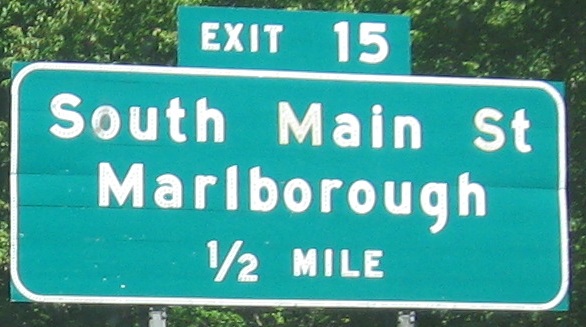 EXIT 15
South Main St
Marlborough
½ MILE